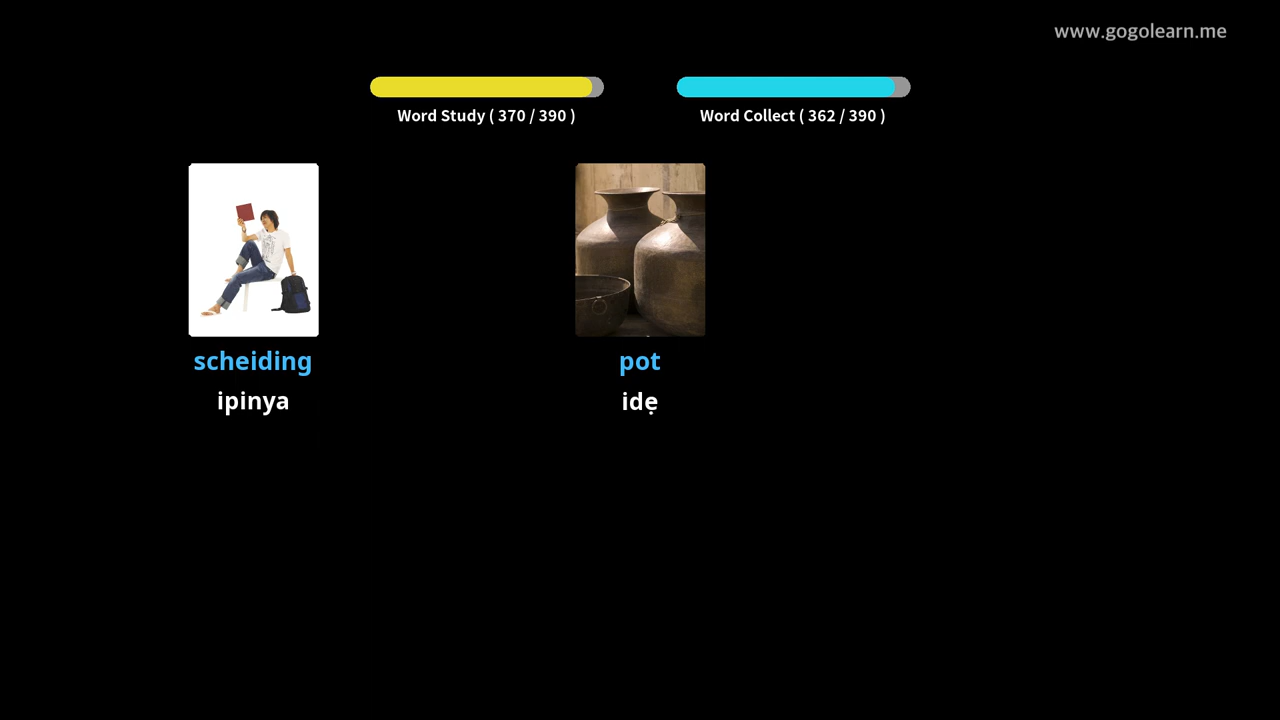 www.gogolearn.me
Word Study ( 370 / 390 )
Word Collect ( 362 / 390 )
scheiding
ipinya
pot
idẹ